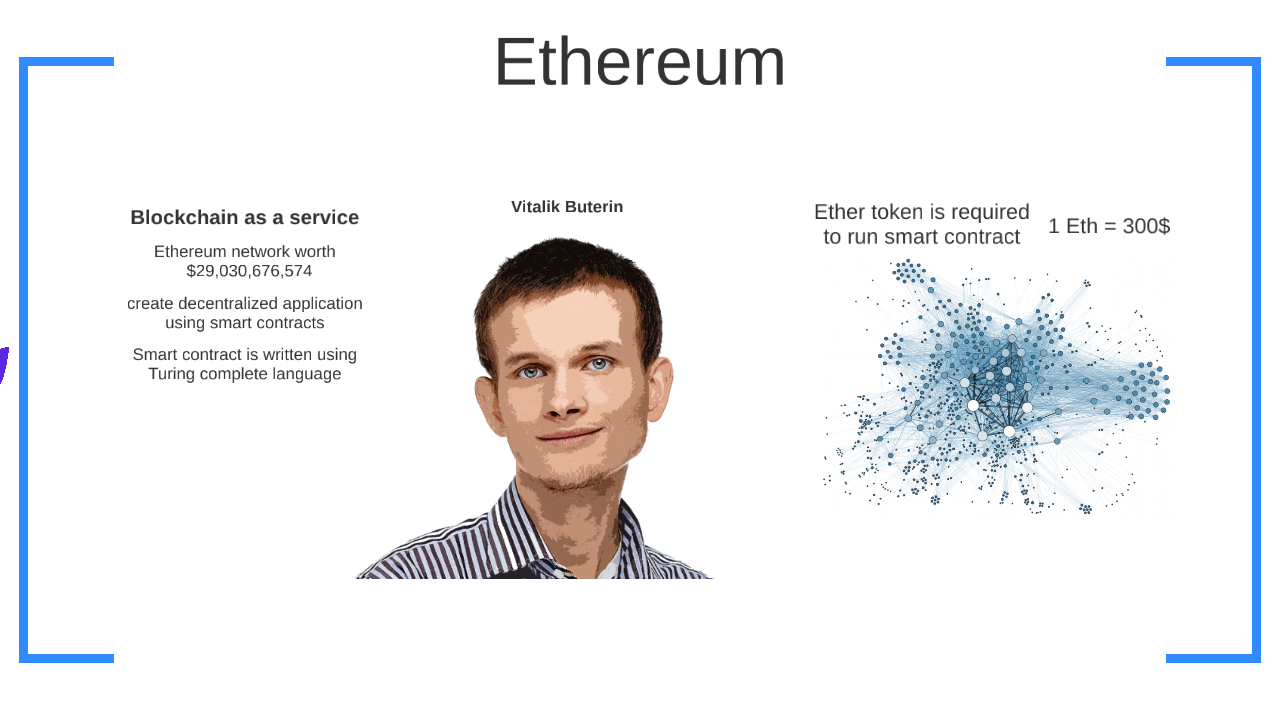 Ethereum
Blockchain as a service
Ethereum network worth
$29,030,676,574
create decentralized application
using smart contracts
Smart contract is written using
Turing complete language
Vitalik Buterin
Ether token is required
to run smart contract
1 Eth = 300$